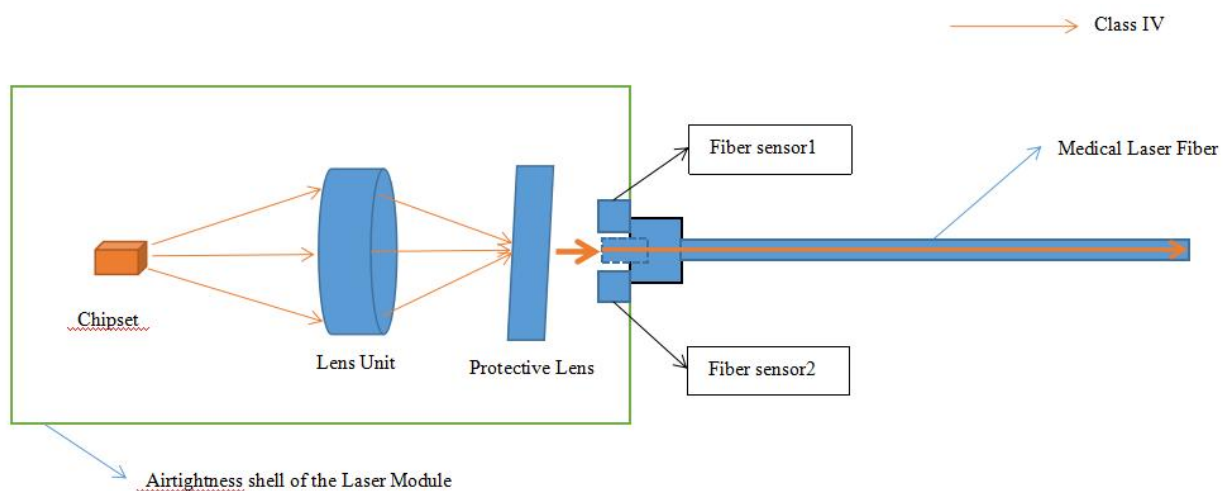 Class IV
Fiber sensor1
Medical Laser Fiber
Chipset
Lens Unit
Protective Lens
Fiber sensor2
Airtightness shell of the Laser Module